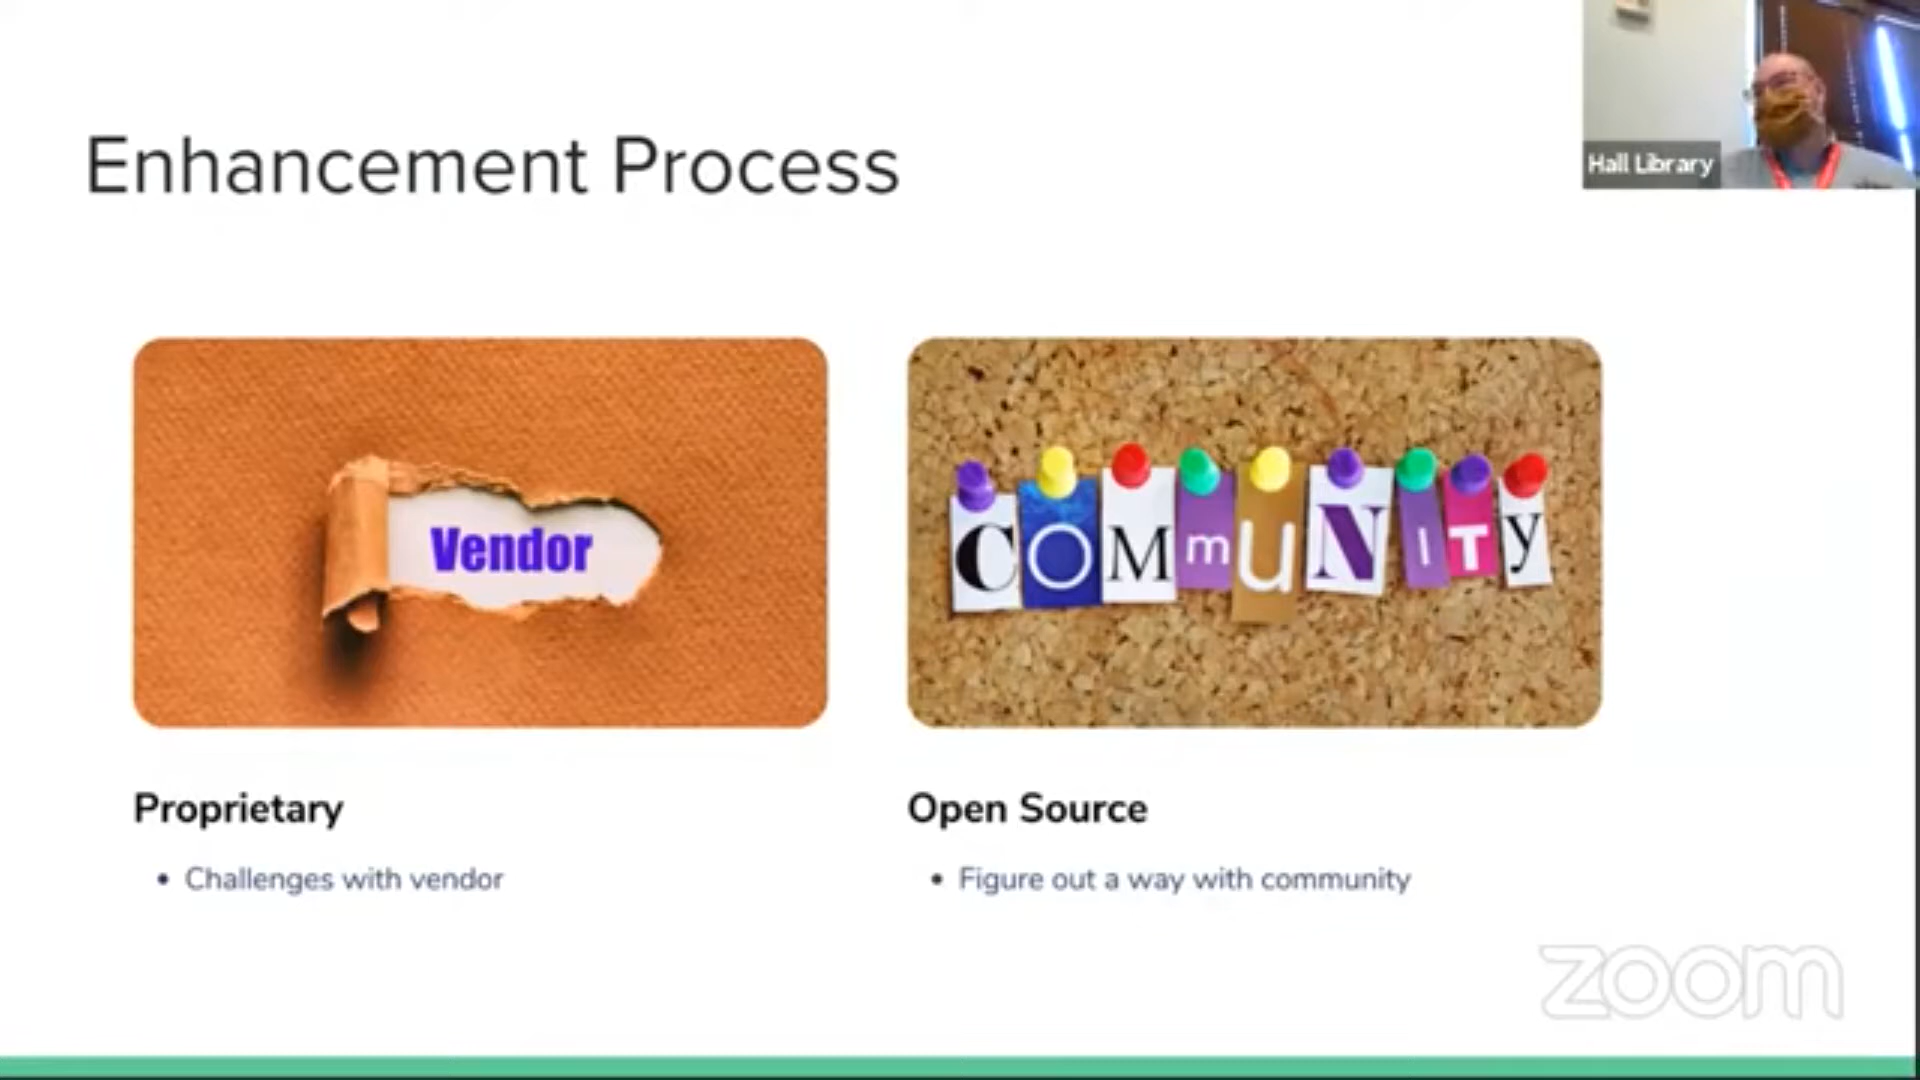 Enhancement Process
Hall Library
Vendor
COMmUNITy
Proprietary
Open Source
• Challenges with vendor
• Figure out a way with community
zoom